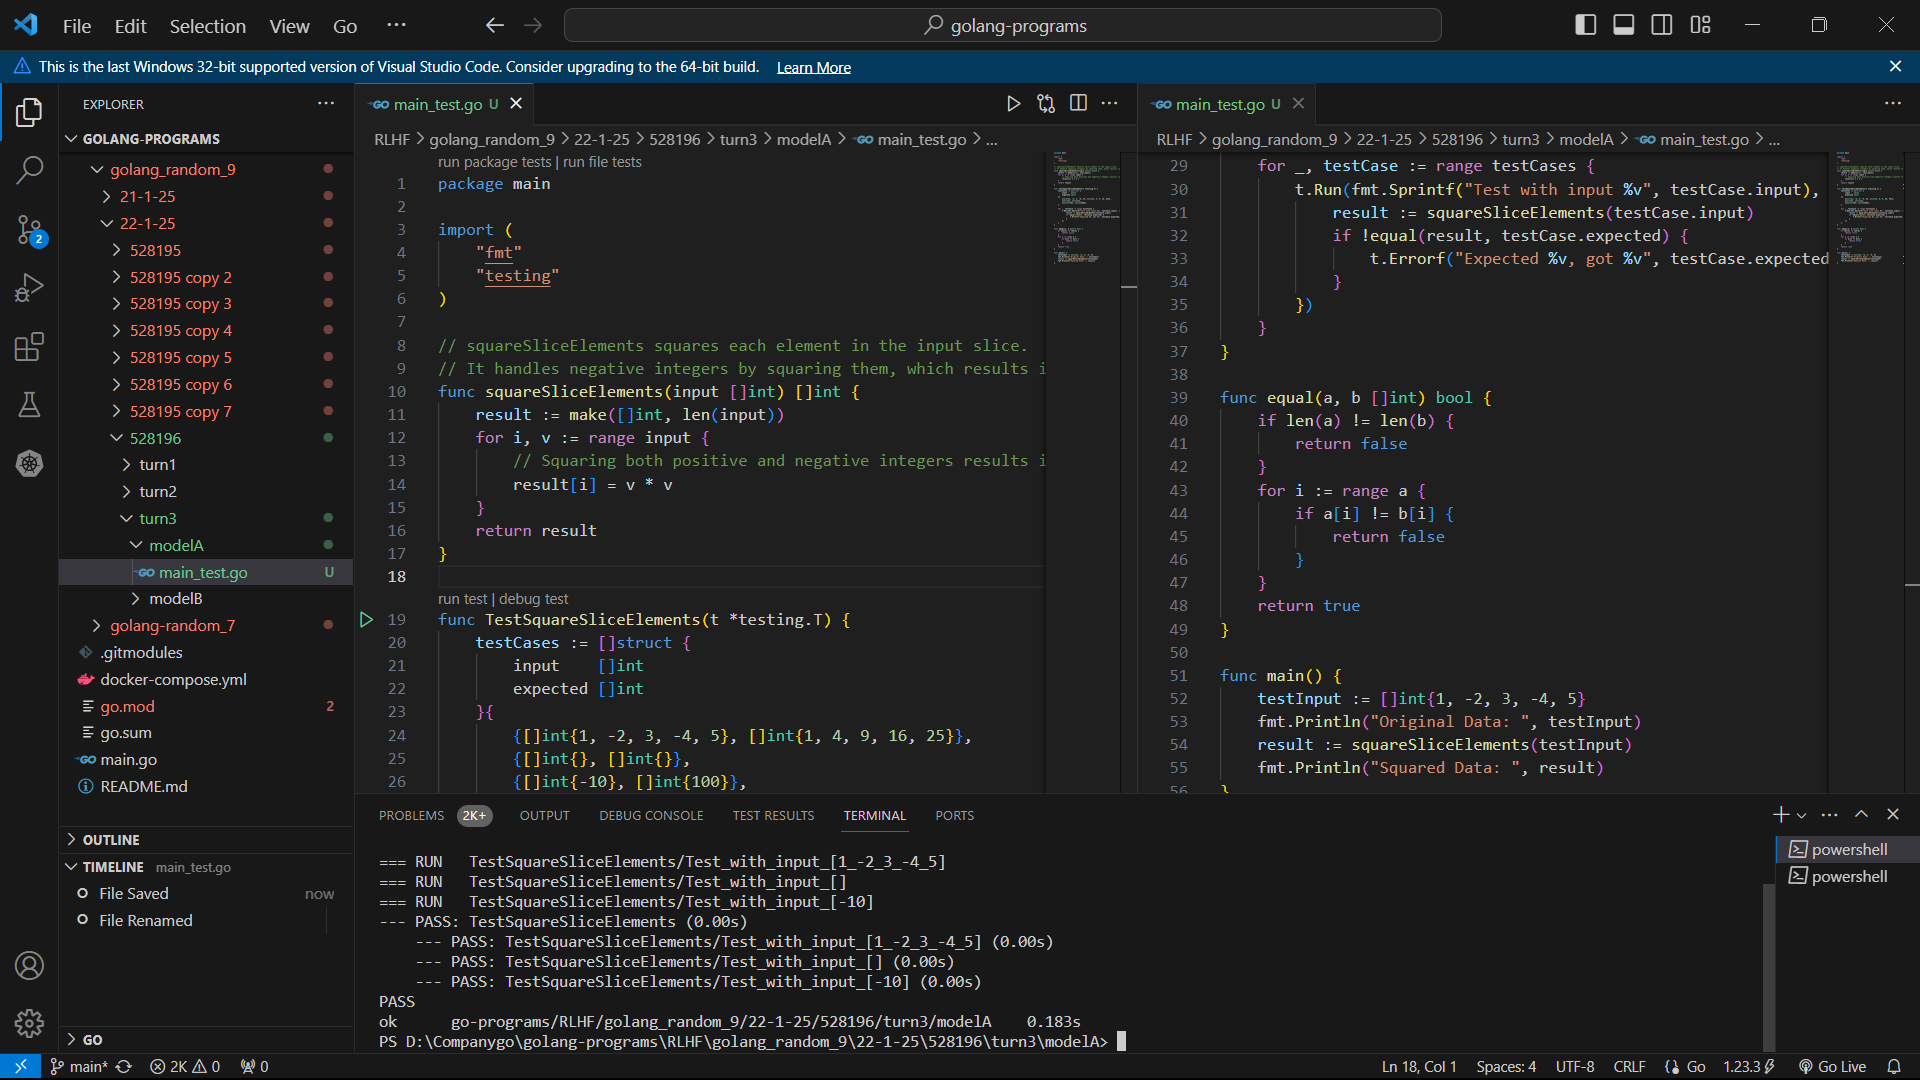 File Edit Selection View Go ···
golang-programs
This is the last Windows 32-bit supported version of Visual Studio Code. Consider upgrading to the 64-bit build. Learn More
EXPLORER ···
GOLANG-PROGRAMS
golang_random_9
21-1-25
22-1-25
528195
528195 copy 2
528195 copy 3
528195 copy 4
528195 copy 5
528195 copy 6
528195 copy 7
528196
turn1
turn2
turn3
modelA
GO main_test.go U
modelB
golang-random_7
.gitmodules
docker-compose.yml
go.mod 2
go.sum
GO main.go
README.md
OUTLINE
TIMELINE main_test.go
File Saved now
File Renamed
GO
2
GO main_test.go U
RLHF > golang_random_9 > 22-1-25 > 528196 > turn3 > modelA > GO main_test.go > ...
run package tests | run file tests
1 package main
2
3 import (
4 "fmt"
5 "testing"
6 )
7
8 // squareSliceElements squares each element in the input slice.
9 // It handles negative integers by squaring them, which results i
10 func squareSliceElements(input []int) []int {
11 result := make([]int, len(input))
12 for i, v := range input {
13 // Squaring both positive and negative integers results i
14 result[i] = v * v
15 }
16 return result
17 }
18
run test | debug test
19 func TestSquareSliceElements(t *testing.T) {
20 testCases := []struct {
21 input []int
22 expected []int
23 }{
24 {[]int{1, -2, 3, -4, 5}, []int{1, 4, 9, 16, 25}},
25 {[]int{}, []int{}},
26 {[]int{-10}, []int{100}},
GO main_test.go U
RLHF > golang_random_9 > 22-1-25 > 528196 > turn3 > modelA > GO main_test.go > ...
29 for _, testCase := range testCases {
30 t.Run(fmt.Sprintf("Test with input %v", testCase.input),
31 result := squareSliceElements(testCase.input)
32 if !equal(result, testCase.expected) {
33 t.Errorf("Expected %v, got %v", testCase.expected
34 }
35 })
36 }
37 }
38
39 func equal(a, b []int) bool {
40 if len(a) != len(b) {
41 return false
42 }
43 for i := range a {
44 if a[i] != b[i] {
45 return false
46 }
47 }
48 return true
49 }
50
51 func main() {
52 testInput := []int{1, -2, 3, -4, 5}
53 fmt.Println("Original Data: ", testInput)
54 result := squareSliceElements(testInput)
55 fmt.Println("Squared Data: ", result)
56 }
PROBLEMS 2K+ OUTPUT DEBUG CONSOLE TEST RESULTS TERMINAL PORTS
=== RUN TestSquareSliceElements/Test_with_input_[1_-2_3_-4_5]
=== RUN TestSquareSliceElements/Test_with_input_[]
=== RUN TestSquareSliceElements/Test_with_input_[-10]
--- PASS: TestSquareSliceElements (0.00s)
--- PASS: TestSquareSliceElements/Test_with_input_[1_-2_3_-4_5] (0.00s)
--- PASS: TestSquareSliceElements/Test_with_input_[] (0.00s)
--- PASS: TestSquareSliceElements/Test_with_input_[-10] (0.00s)
PASS
ok go-programs/RLHF/golang_random_9/22-1-25/528196/turn3/modelA 0.183s
PS D:\Companygo\golang-programs\RLHF\golang_random_9\22-1-25\528196\turn3\modelA>
powershell
powershell
main* 2K 0 0 Ln 18, Col 1 Spaces: 4 UTF-8 CRLF Go 1.23.3 Go Live